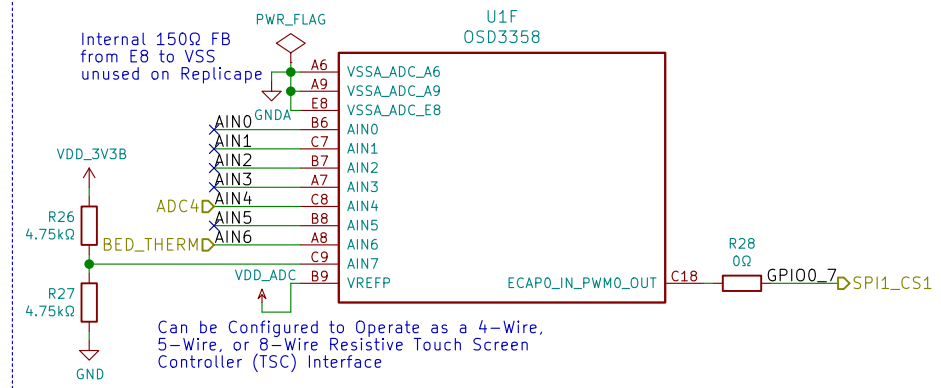 U1F
OSD3358
PWR_FLAG
Internal 150Ω FB
from E8 to VSS
unused on Replicape
GNDA
A6 VSSA_ADC_A6
A9 VSSA_ADC_A9
E8 VSSA_ADC_E8
AIN0 B6 AIN0
AIN1 C7 AIN1
AIN2 B7 AIN2
AIN3 A7 AIN3
ADC4 AIN4 C8 AIN4
AIN5 B8 AIN5
BED_THERM AIN6 A8 AIN6
C9 AIN7
VDD_ADC B9 VREFP
VDD_3V3B
R26
4.75kΩ
R27
4.75kΩ
GND
ECAP0_IN_PWM0_OUT C18
R28
0Ω
GPIO0_7 SPI1_CS1
Can be Configured to Operate as a 4-Wire,
5-Wire, or 8-Wire Resistive Touch Screen
Controller (TSC) Interface